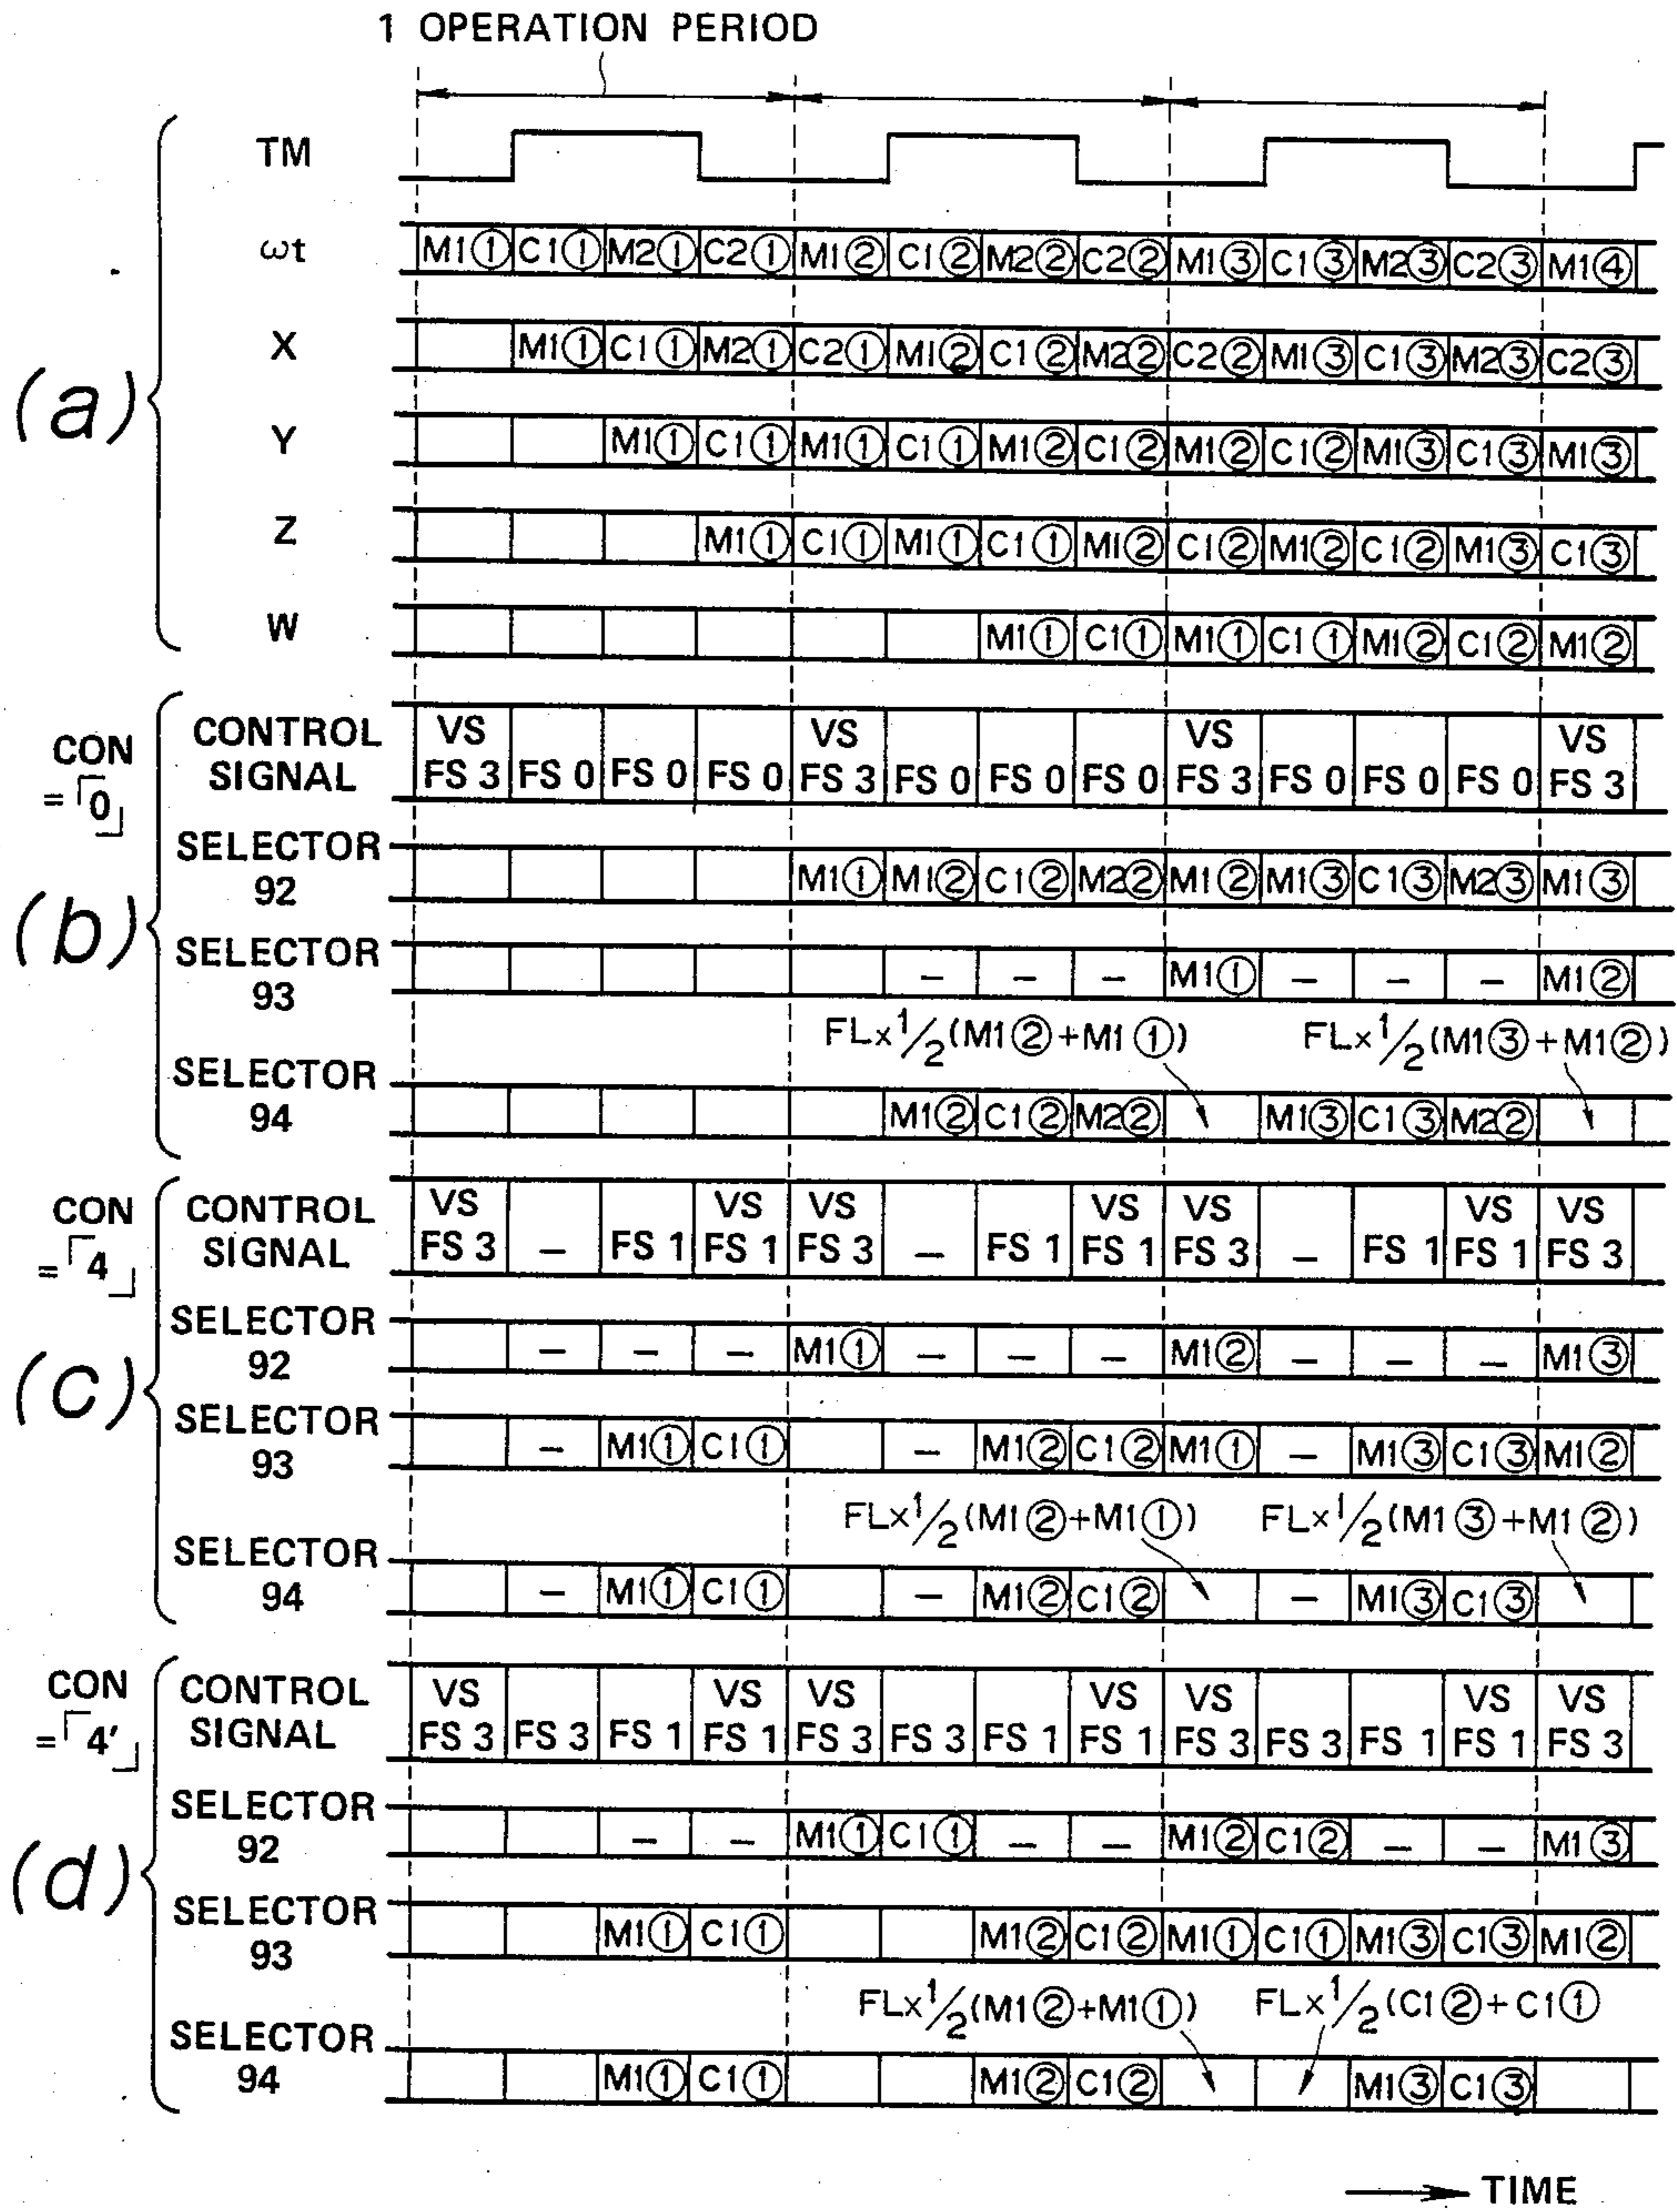 1 OPERATION PERIOD
(a)
TM
ωt M1① C1① M2① C2① M1② C1② M2② C2② M1③ C1③ M2③ C2③ M1④
X M1① C1① M2① C2① M1② C1② M2② C2② M1③ C1③ M2③ C2③
Y M1① C1① M1① C1① M1② C1② M1② C1② M1③ C1③ M1③
Z M1① C1① M1① C1① M1② C1② M1② C1② M1③ C1③
W M1① C1① M1① C1① M1② C1② M1②
(b)
CON
=「0」
CONTROL VS VS VS VS
SIGNAL FS 3 FS 0 FS 0 FS 0 FS 3 FS 0 FS 0 FS 0 FS 3 FS 0 FS 0 FS 0 FS 3
SELECTOR
92 M1① M1② C1② M2② M1② M1③ C1③ M2③ M1③
SELECTOR
93 – – – M1① – – – M1②
FL×1/2(M1②+M1①) FL×1/2(M1③+M1②)
SELECTOR
94 M1② C1② M2② M1③ C1③ M2②
(c)
CON
=「4」
CONTROL VS VS VS VS VS VS VS
SIGNAL FS 3 – FS 1 FS 1 FS 3 – FS 1 FS 1 FS 3 – FS 1 FS 1 FS 3
SELECTOR
92 – – – M1① – – – M1② – – – M1③
SELECTOR
93 – M1① C1① – M1② C1② M1① – M1③ C1③ M1②
FL×1/2(M1②+M1①) FL×1/2(M1③+M1②)
SELECTOR
94 – M1① C1① – M1② C1② – M1③ C1③
(d)
CON
=「4'」
CONTROL VS VS VS VS VS VS VS
SIGNAL FS 3 FS 3 FS 1 FS 1 FS 3 FS 3 FS 1 FS 1 FS 3 FS 3 FS 1 FS 1 FS 3
SELECTOR
92 – – M1① C1① – – M1② C1② – – M1③
SELECTOR
93 M1① C1① M1② C1② M1① C1① M1③ C1③ M1②
FL×1/2(M1②+M1①) FL×1/2(C1②+C1①
SELECTOR
94 M1① C1① M1② C1② M1③ C1③
TIME